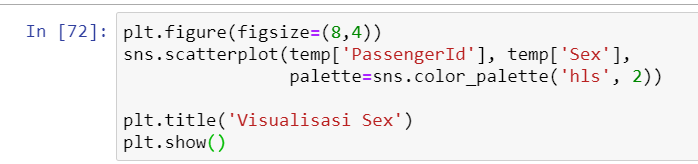 In [72]: plt.figure(figsize=(8,4))
sns.scatterplot(temp['PassengerId'], temp['Sex'],
                palette=sns.color_palette('hls', 2))

plt.title('Visualisasi Sex')
plt.show()